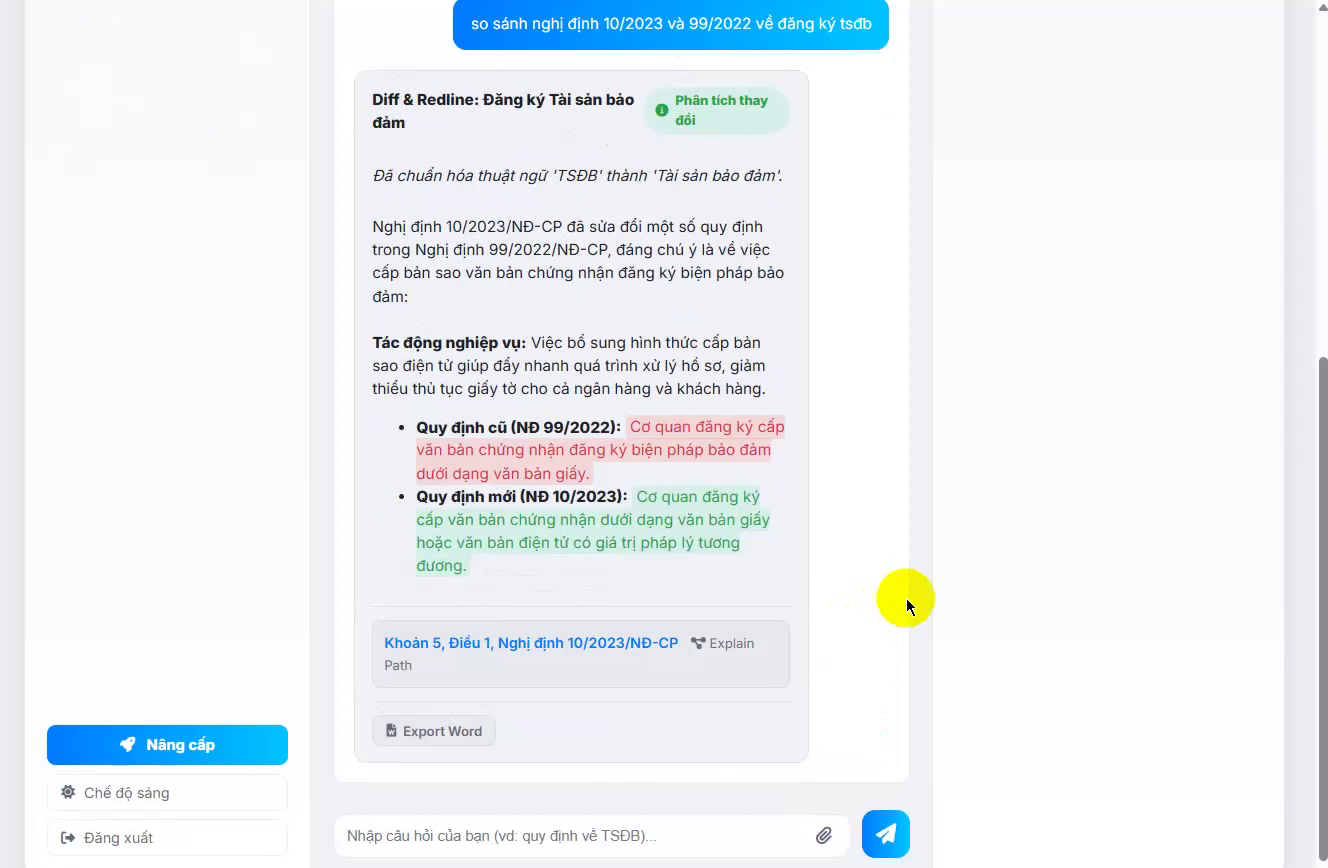 so sánh nghị định 10/2023 và 99/2022 về đăng ký tsđb
Diff & Redline: Đăng ký Tài sản bảo
đảm
Phân tích thay
đổi
Đã chuẩn hóa thuật ngữ 'TSĐB' thành 'Tài sản bảo đảm'.
Nghị định 10/2023/NĐ-CP đã sửa đổi một số quy định
trong Nghị định 99/2022/NĐ-CP, đáng chú ý là về việc
cấp bản sao văn bản chứng nhận đăng ký biện pháp bảo
đảm:
Tác động nghiệp vụ: Việc bổ sung hình thức cấp bản
sao điện tử giúp đẩy nhanh quá trình xử lý hồ sơ, giảm
thiểu thủ tục giấy tờ cho cả ngân hàng và khách hàng.
• Quy định cũ (NĐ 99/2022): Cơ quan đăng ký cấp
văn bản chứng nhận đăng ký biện pháp bảo đảm
dưới dạng văn bản giấy.
• Quy định mới (NĐ 10/2023): Cơ quan đăng ký
cấp văn bản chứng nhận dưới dạng văn bản giấy
hoặc văn bản điện tử có giá trị pháp lý tương
đương.
Khoản 5, Điều 1, Nghị định 10/2023/NĐ-CP Explain
Path
Export Word
Nâng cấp
Chế độ sáng
Đăng xuất
Nhập câu hỏi của bạn (vd: quy định về TSĐB)...